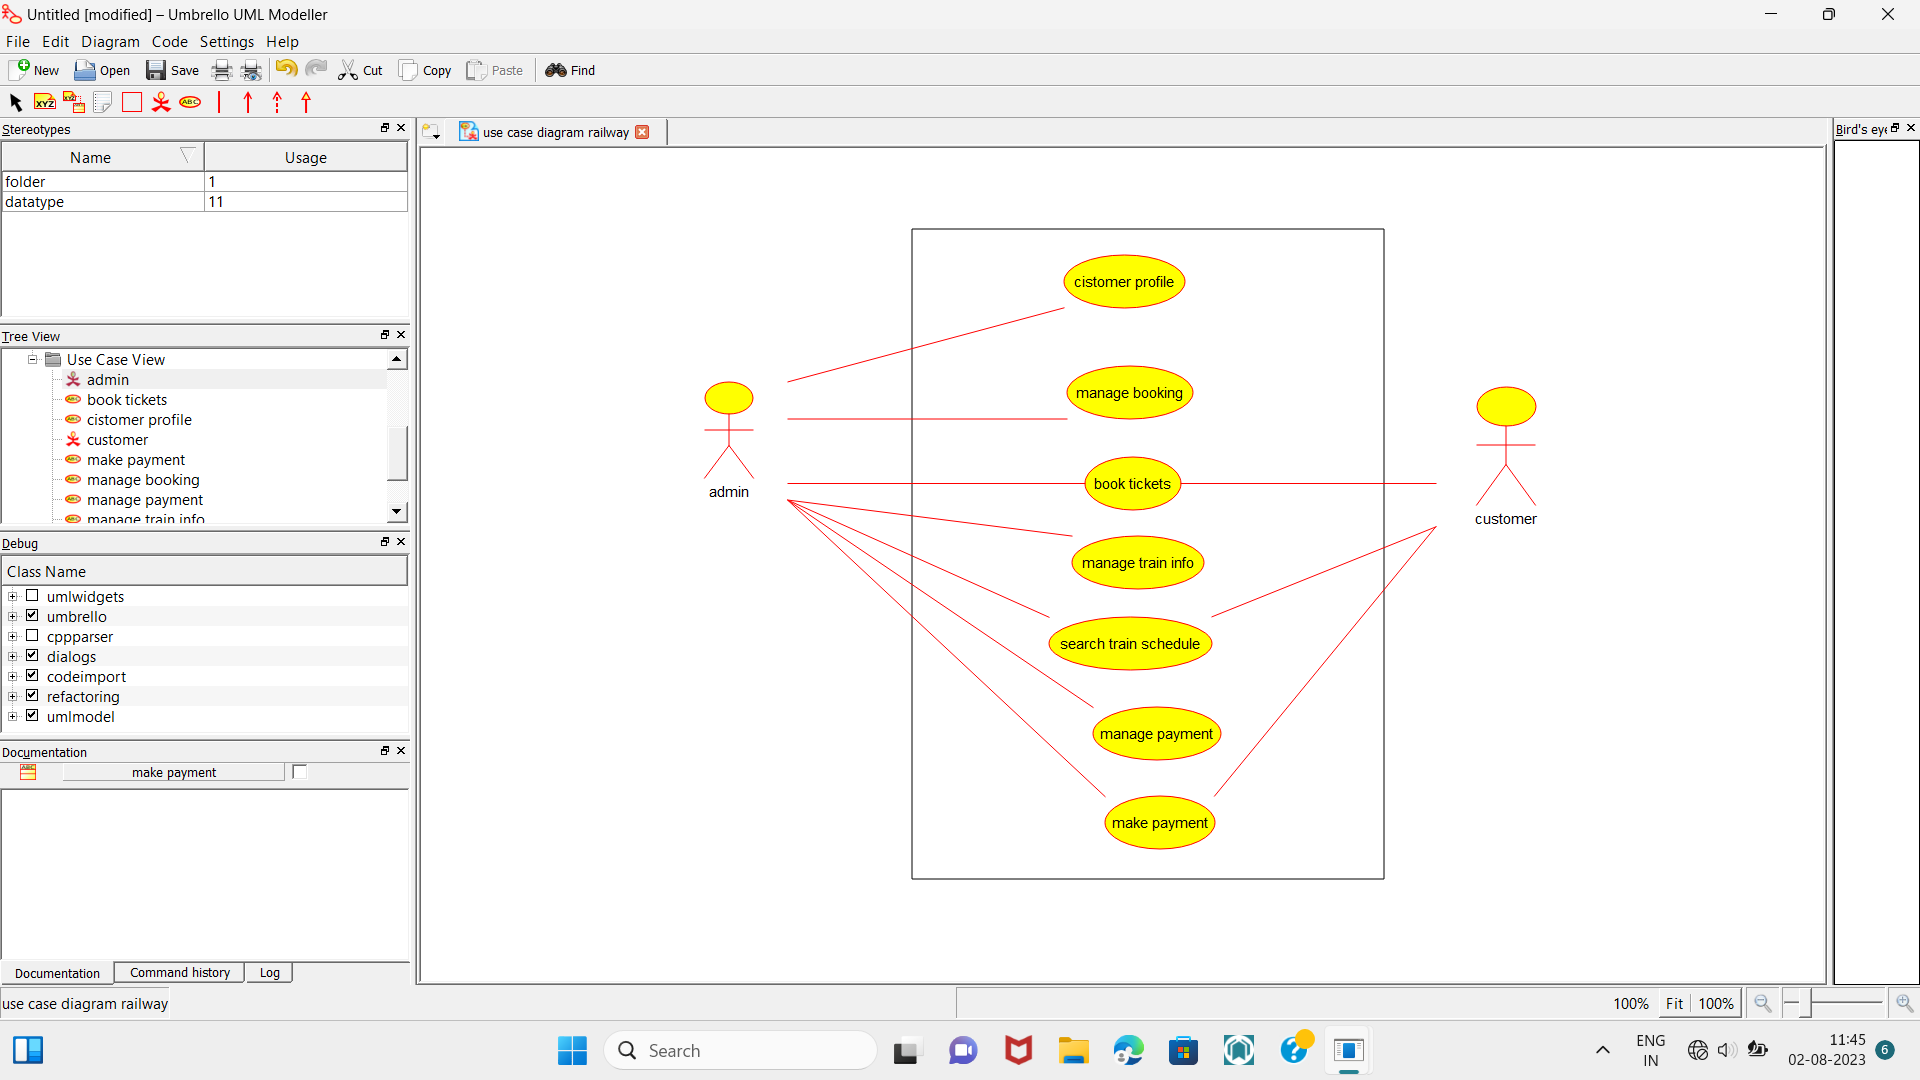 Untitled [modified] – Umbrello UML Modeller
File Edit Diagram Code Settings Help
New Open Save Cut Copy Paste Find
XYZ XYZ ABC
Stereotypes
Name Usage
folder 1
datatype 11
Tree View
Use Case View
admin
book tickets
cistomer profile
customer
make payment
manage booking
manage payment
manage train info
Debug
Class Name
umlwidgets
umbrello
cppparser
dialogs
codeimport
refactoring
umlmodel
Documentation
make payment
Documentation Command history Log
use case diagram railway
use case diagram railway
Bird's eye
cistomer profile
manage booking
book tickets
manage train info
search train schedule
manage payment
make payment
admin
customer
100% Fit 100%
Search
ENG
IN
11:45
02-08-2023
6